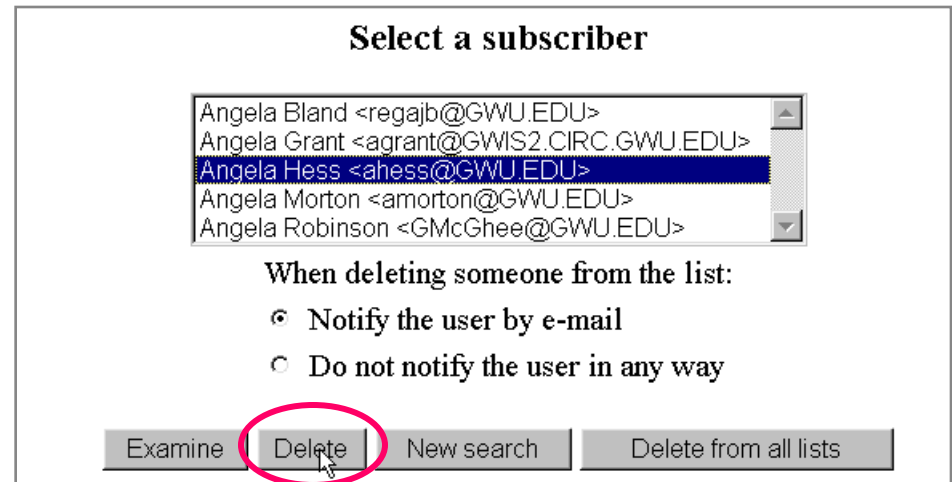 Select a subscriber
Angela Bland <regajb@GWU.EDU>
Angela Grant <agrant@GWIS2.CIRC.GWU.EDU>
Angela Hess <ahess@GWU.EDU>
Angela Morton <amorton@GWU.EDU>
Angela Robinson <GMcGhee@GWU.EDU>
When deleting someone from the list:
Notify the user by e-mail
Do not notify the user in any way
Examine Delete New search Delete from all lists